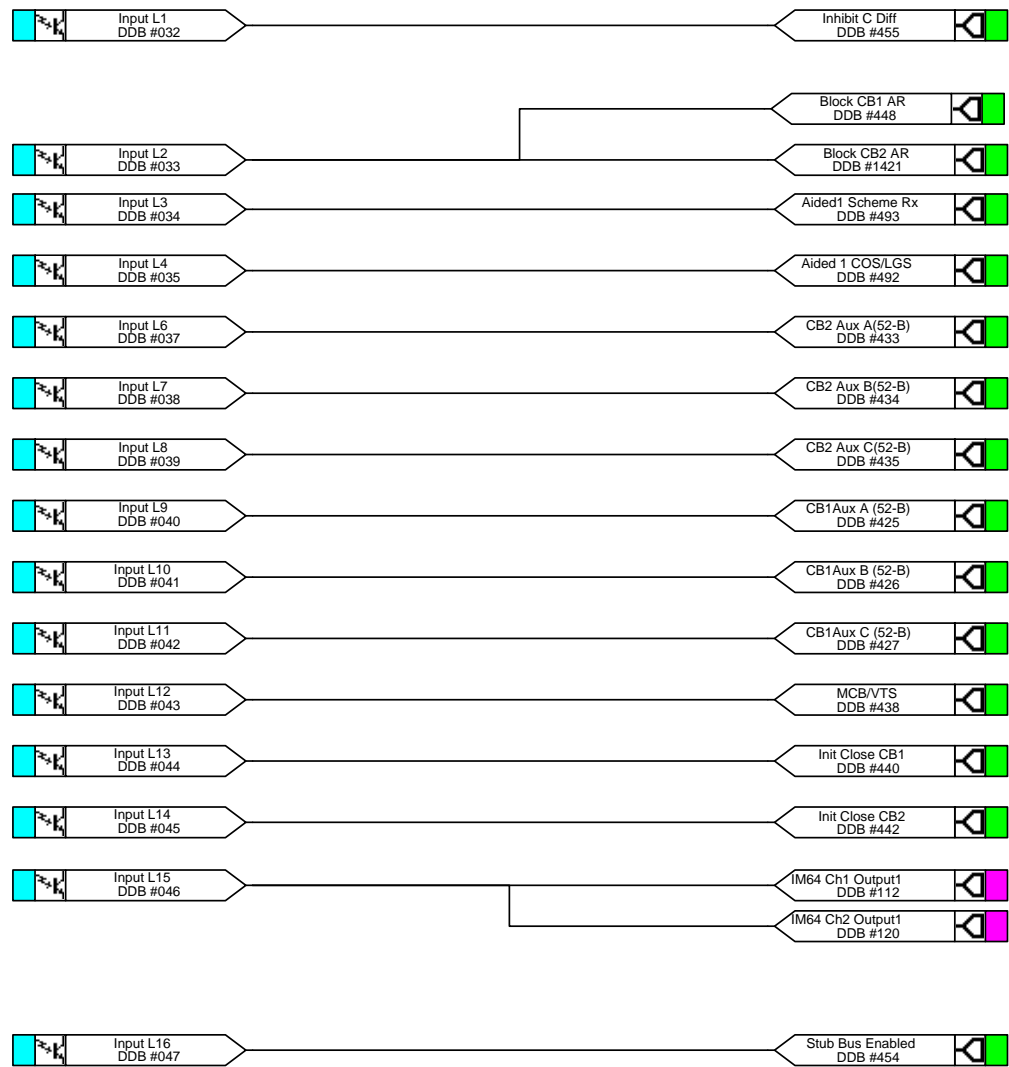 Input L1
DDB #032
Inhibit C Diff
DDB #455
Block CB1 AR
DDB #448
Input L2
DDB #033
Block CB2 AR
DDB #1421
Input L3
DDB #034
Aided1 Scheme Rx
DDB #493
Input L4
DDB #035
Aided 1 COS/LGS
DDB #492
Input L6
DDB #037
CB2 Aux A(52-B)
DDB #433
Input L7
DDB #038
CB2 Aux B(52-B)
DDB #434
Input L8
DDB #039
CB2 Aux C(52-B)
DDB #435
Input L9
DDB #040
CB1Aux A (52-B)
DDB #425
Input L10
DDB #041
CB1Aux B (52-B)
DDB #426
Input L11
DDB #042
CB1Aux C (52-B)
DDB #427
Input L12
DDB #043
MCB/VTS
DDB #438
Input L13
DDB #044
Init Close CB1
DDB #440
Input L14
DDB #045
Init Close CB2
DDB #442
Input L15
DDB #046
IM64 Ch1 Output1
DDB #112
IM64 Ch2 Output1
DDB #120
Input L16
DDB #047
Stub Bus Enabled
DDB #454